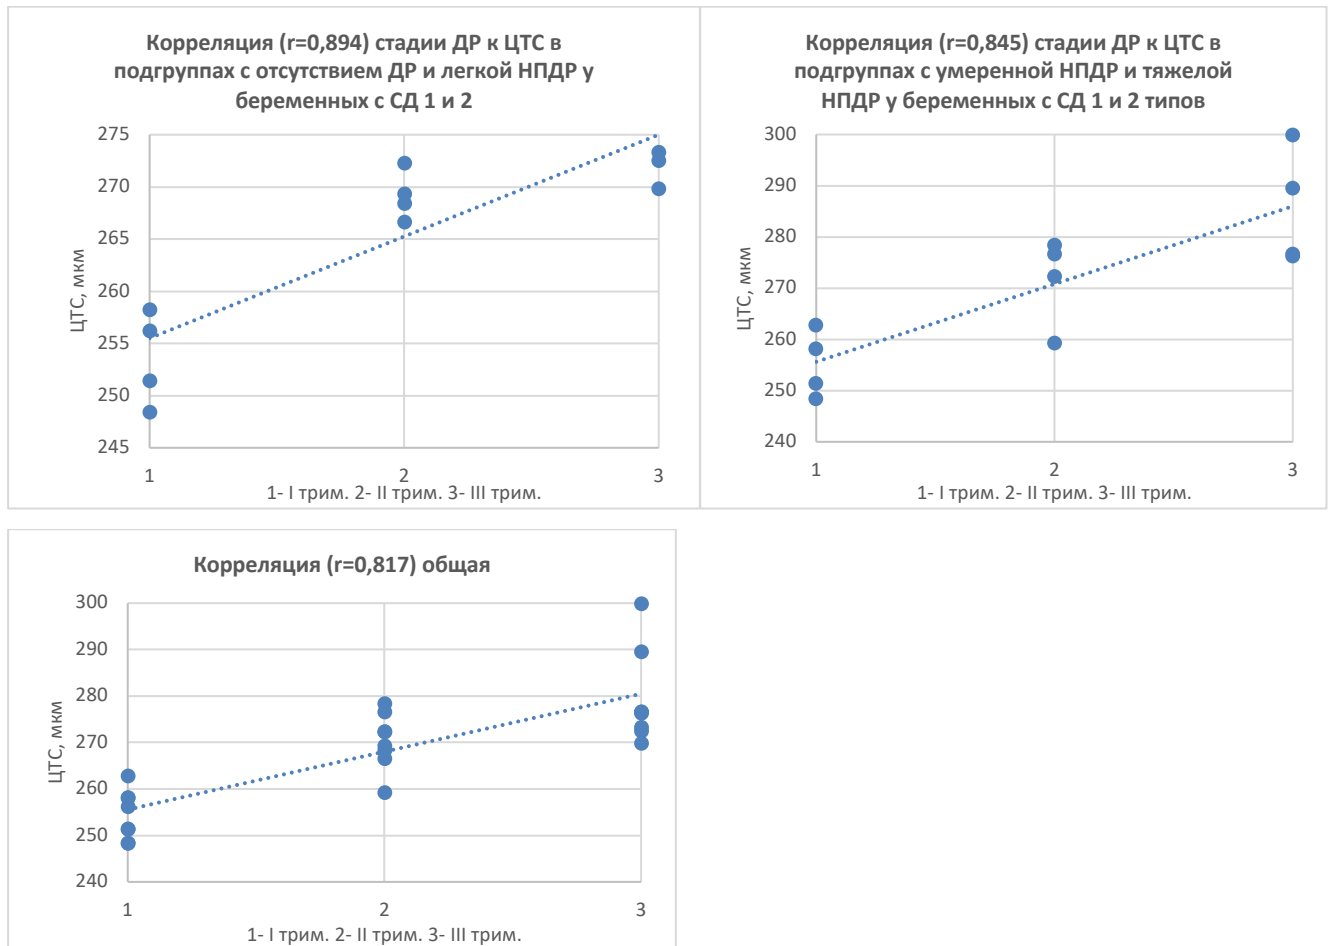 Корреляция (r=0,894) стадии ДР к ЦТС в
подгруппах с отсутствием ДР и легкой НПДР у
беременных с СД 1 и 2
275
270
265
260
255
250
245
ЦТС, мкм
1
2
3
1- I трим. 2- II трим. 3- III трим.
Корреляция (r=0,845) стадии ДР к ЦТС в
подгруппах с умеренной НПДР и тяжелой
НПДР у беременных с СД 1 и 2 типов
300
290
280
270
260
250
240
ЦТС, мкм
1
2
3
1- I трим. 2- II трим. 3- III трим.
Корреляция (r=0,817) общая
300
290
280
270
260
250
240
ЦТС, мкм
1
2
3
1- I трим. 2- II трим. 3- III трим.